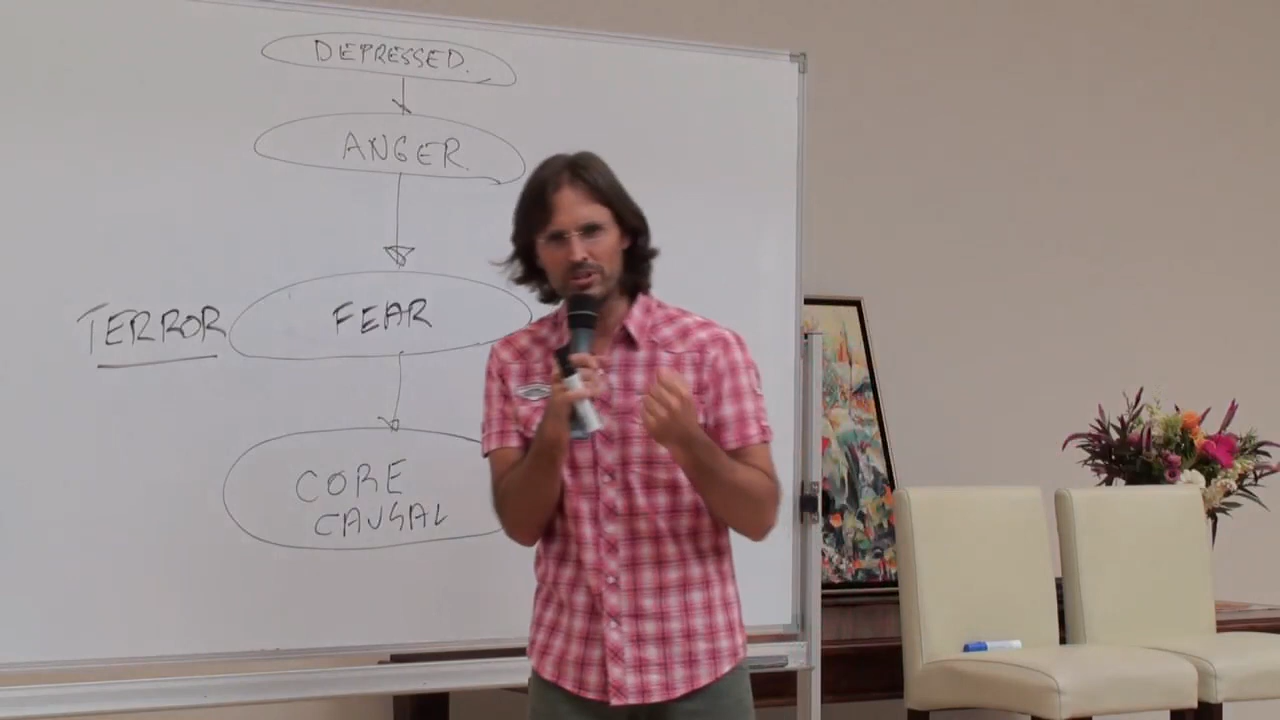 DEPRESSED.
ANGER
TERROR FEAR
CORE
CAUSAL